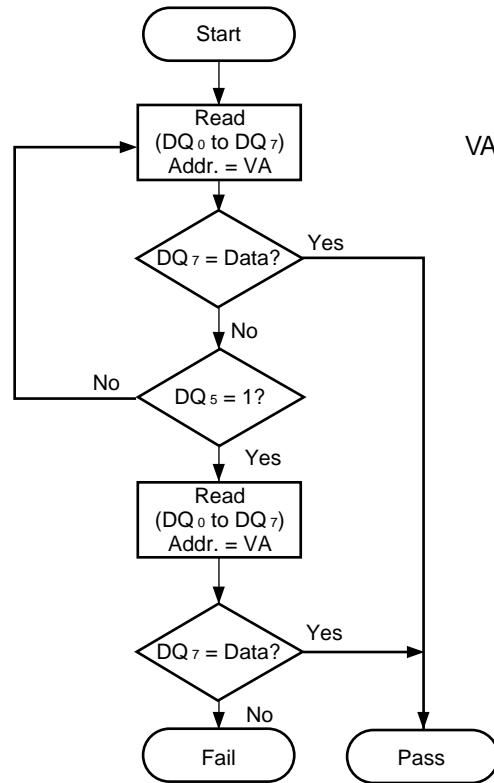 Start
Read
(DQ0 to DQ7)
Addr. = VA
VA
DQ7 = Data?
Yes
No
No
DQ5 = 1?
Yes
Read
(DQ0 to DQ7)
Addr. = VA
DQ7 = Data?
Yes
No
Fail
Pass